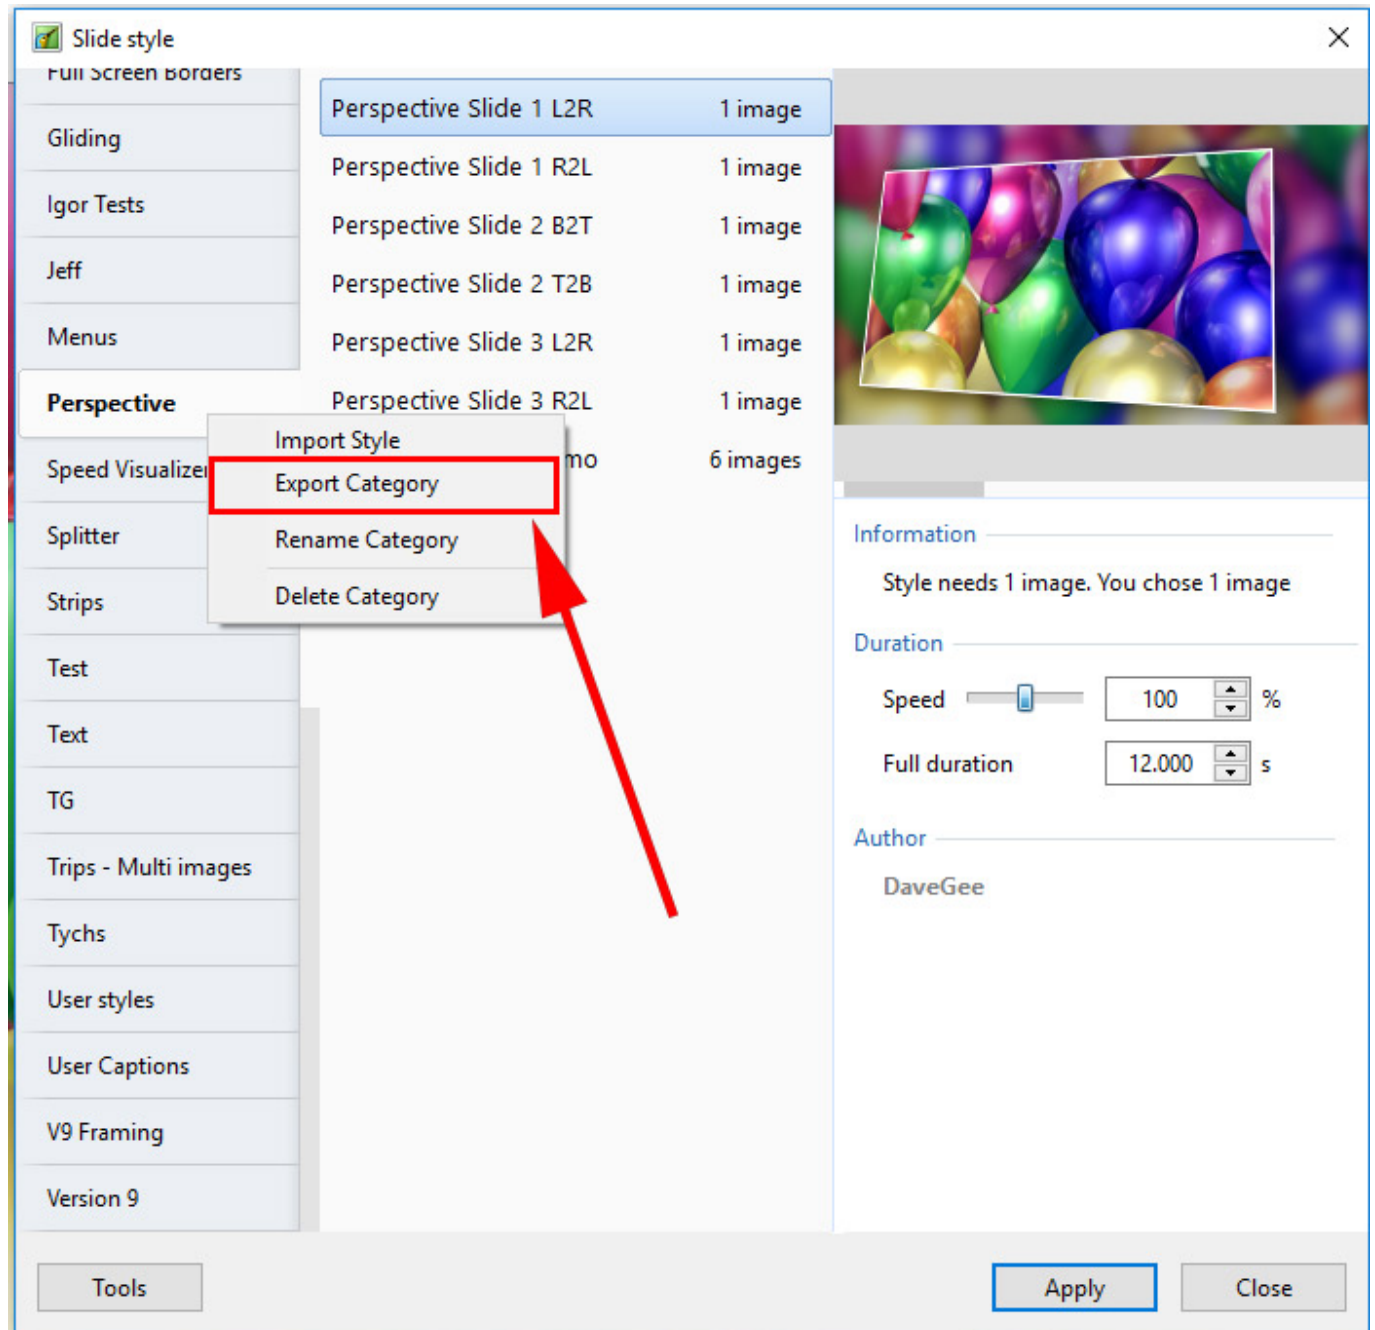 Slide style
Full Screen Borders
Gliding
Igor Tests
Jeff
Menus
Perspective
Speed Visualizer
Splitter
Strips
Test
Text
TG
Trips - Multi images
Tychs
User styles
User Captions
V9 Framing
Version 9
Perspective Slide 1 L2R 1 image
Perspective Slide 1 R2L 1 image
Perspective Slide 2 B2T 1 image
Perspective Slide 2 T2B 1 image
Perspective Slide 3 L2R 1 image
Perspective Slide 3 R2L 1 image
mo 6 images
Import Style
Export Category
Rename Category
Delete Category
Information
Style needs 1 image. You chose 1 image
Duration
Speed 100 %
Full duration 12.000 s
Author
DaveGee
Tools Apply Close